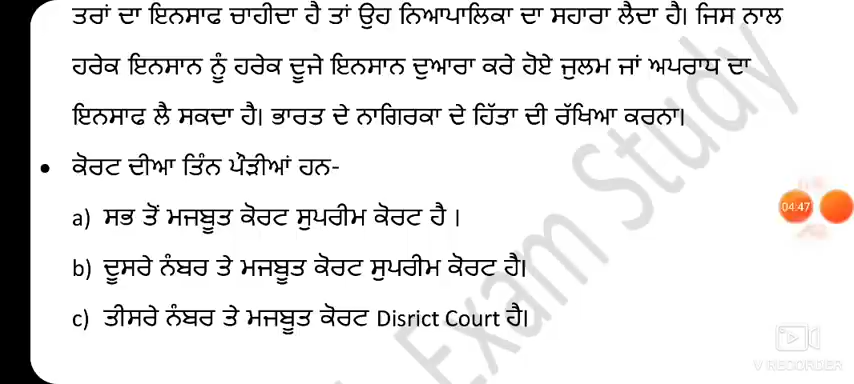 ਤਰਾਂ ਦਾ ਇਨਸਾਫ ਚਾਹੀਦਾ ਹੈ ਤਾਂ ਉਹ ਨਿਆਪਾਲਿਕਾ ਦਾ ਸਹਾਰਾ ਲੈਦਾ ਹੈ। ਜਿਸ ਨਾਲ
ਹਰੇਕ ਇਨਸਾਨ ਨੂੰ ਹਰੇਕ ਦੂਜੇ ਇਨਸਾਨ ਦੁਆਰਾ ਕਰੇ ਹੋਏ ਜੁਲਮ ਜਾਂ ਅਪਰਾਧ ਦਾ
ਇਨਸਾਫ ਲੈ ਸਕਦਾ ਹੈ। ਭਾਰਤ ਦੇ ਨਾਗਿਰਕਾ ਦੇ ਹਿੱਤਾ ਦੀ ਰੱਖਿਆ ਕਰਨਾ।
• ਕੋਰਟ ਦੀਆ ਤਿੰਨ ਪੌੜੀਆਂ ਹਨ-
a) ਸਭ ਤੋਂ ਮਜਬੂਤ ਕੋਰਟ ਸੁਪਰੀਮ ਕੋਰਟ ਹੈ ।
b) ਦੂਸਰੇ ਨੰਬਰ ਤੇ ਮਜਬੂਤ ਕੋਰਟ ਸੁਪਰੀਮ ਕੋਰਟ ਹੈ।
c) ਤੀਸਰੇ ਨੰਬਰ ਤੇ ਮਜਬੂਤ ਕੋਰਟ Disrict Court ਹੈ।
Exam Study
04:47
V RECORDER